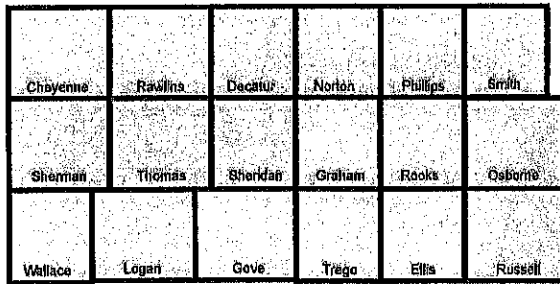 Cheyenne Rawlins Decatur Norton Phillips Smith
Sherman Thomas Sheridan Graham Rooks Osborne
Wallace Logan Gove Trego Ellis Russell